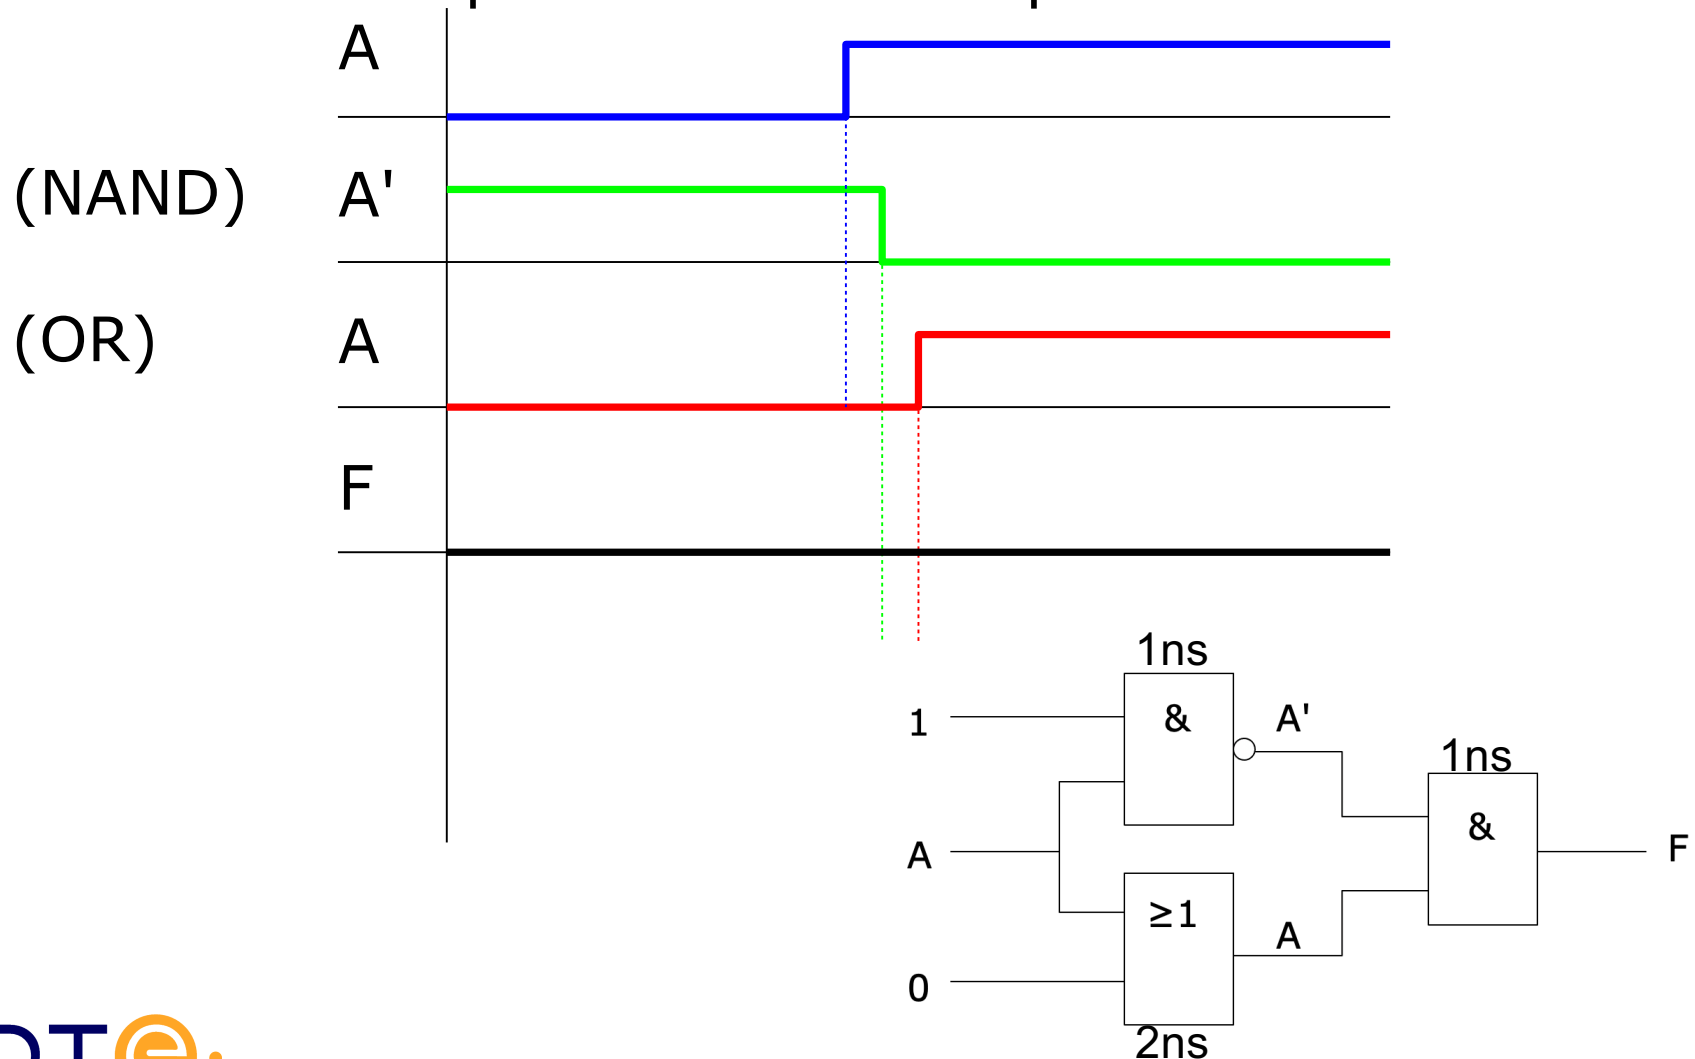 A
(NAND) A'
(OR) A
F
1ns
1 & A'
1ns
&
A F
≥1
A
0
2ns